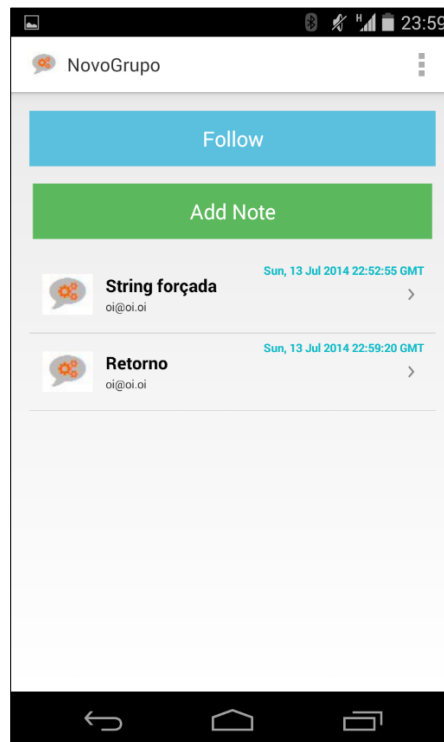 H 23:59
NovoGrupo
Follow
Add Note
Sun, 13 Jul 2014 22:52:55 GMT
String forçada
oi@oi.oi
Sun, 13 Jul 2014 22:59:20 GMT
Retorno
oi@oi.oi